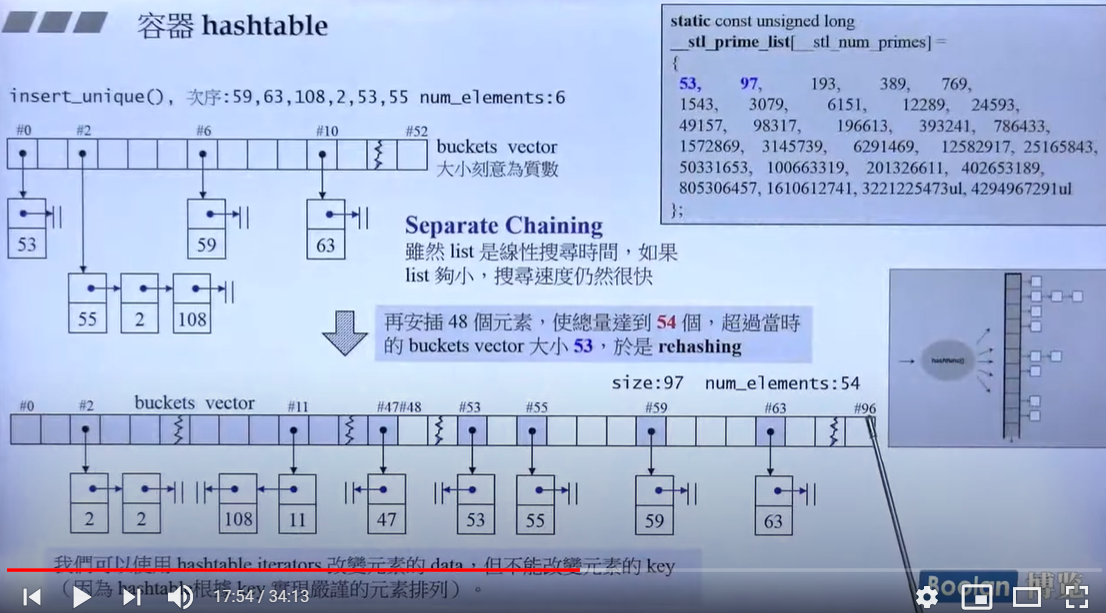 容器 hashtable
static const unsigned long
__stl_prime_list[__stl_num_primes] =
{
53, 97, 193, 389, 769,
1543, 3079, 6151, 12289, 24593,
49157, 98317, 196613, 393241, 786433,
1572869, 3145739, 6291469, 12582917, 25165843,
50331653, 100663319, 201326611, 402653189,
805306457, 1610612741, 3221225473ul, 4294967291ul
};
insert_unique(), 次序:59,63,108,2,53,55 num_elements:6
#0 #2 #6 #10 #52
buckets vector
大小刻意為質數
53 59 63
55 2 108
Separate Chaining
雖然 list 是線性搜尋時間，如果
list 夠小，搜尋速度仍然很快
再安插 48 個元素，使總量達到 54 個，超過當時
的 buckets vector 大小 53，於是 rehashing
size:97 num_elements:54
buckets vector
#0 #2 #11 #47#48 #53 #55 #59 #63 #96
2 2 108 11 47 53 55 59 63
我們可以使用 hashtable iterators 改變元素的 data，但不能改變元素的 key
（因為 hashtable根據 key 實現嚴謹的元素排列）。
Boolan 博览
17:54 / 34:13